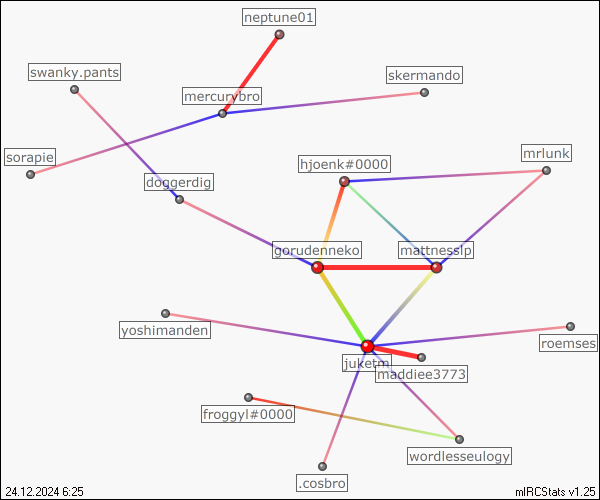 neptune01
swanky.pants
skermando
mercurybro
sorapie
hjoenk#0000
mrlunk
doggerdig
gorudenneko
mattnesslp
yoshimanden
roemses
juketm
maddiee3773
froggyl#0000
wordlesseulogy
.cosbro
24.12.2024 6:25
mIRCStats v1.25